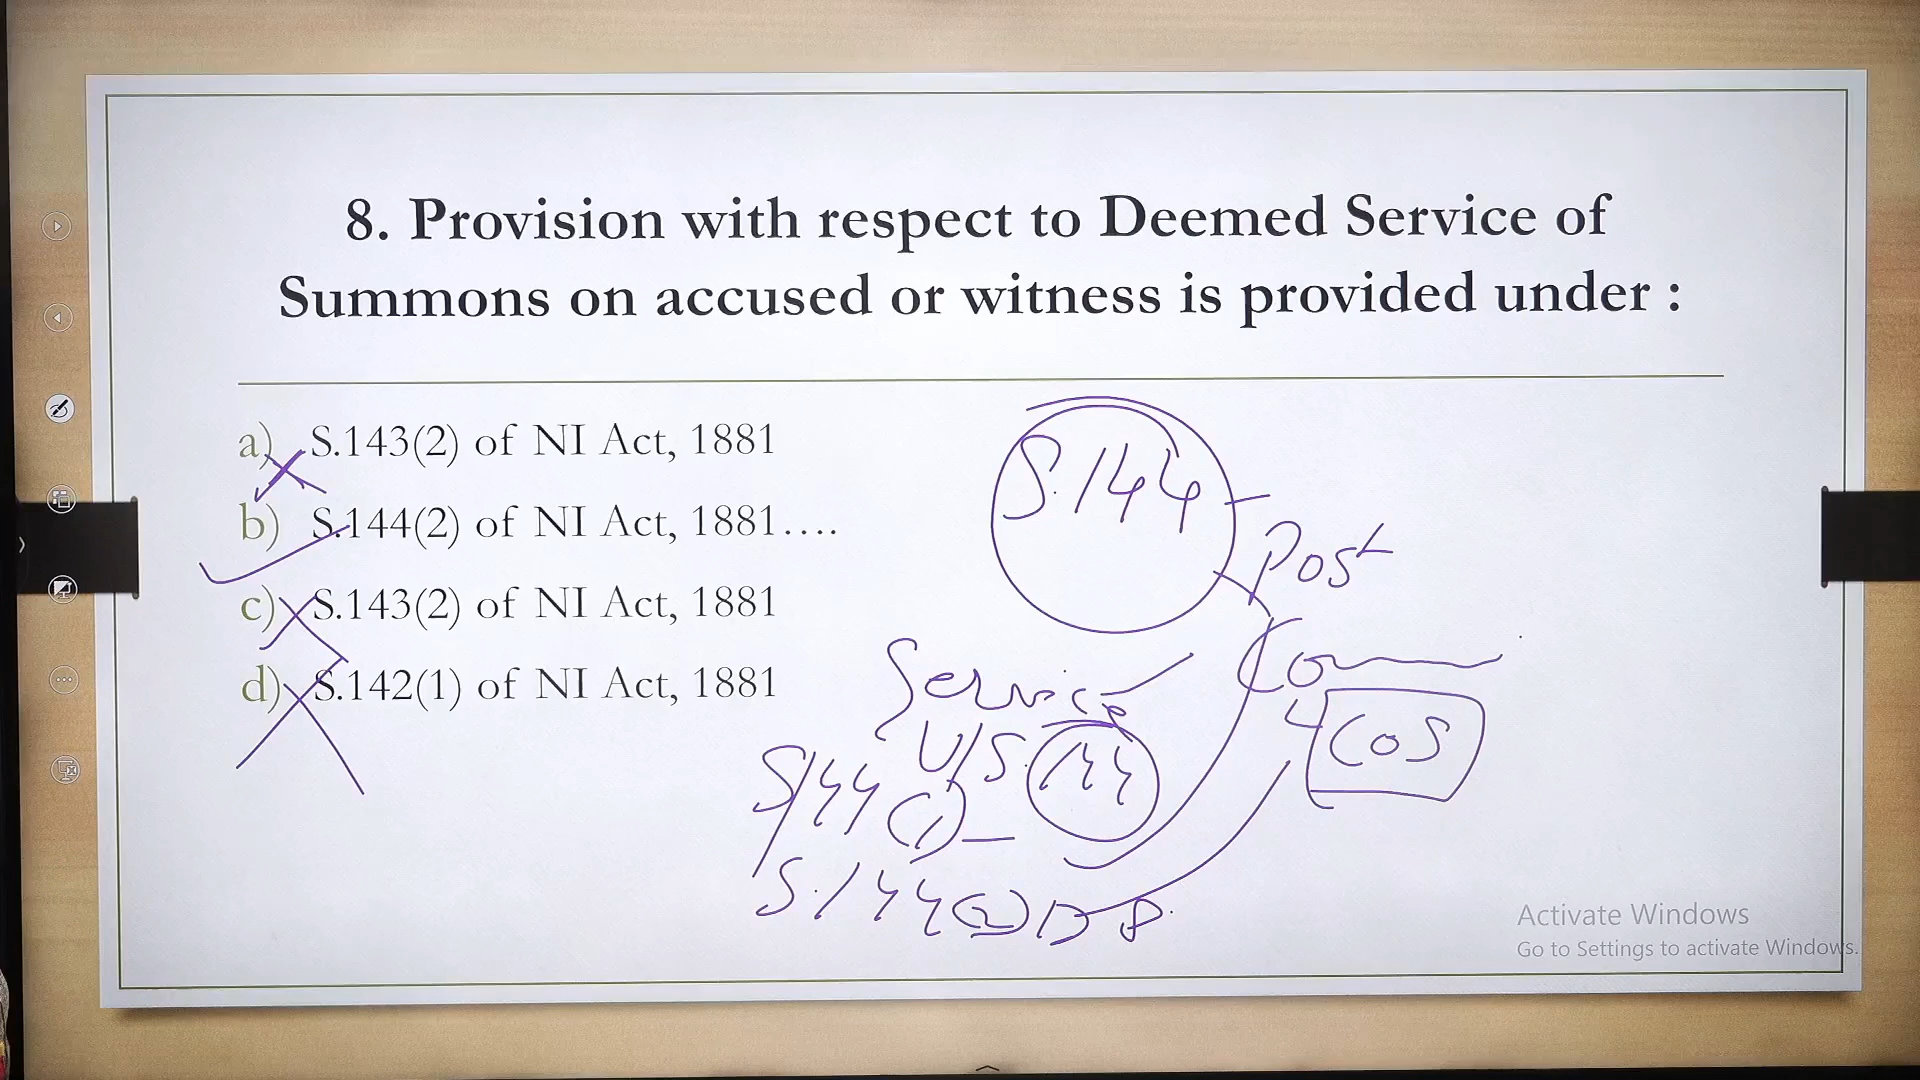 8. Provision with respect to Deemed Service of
Summons on accused or witness is provided under :
a) S.143(2) of NI Act, 1881
b) S.144(2) of NI Act, 1881....
c) S.143(2) of NI Act, 1881
d) S.142(1) of NI Act, 1881
S.144
Post
Co
COS
Service
U/S. 144
S/144(1)
S.144(2) D S.
Activate Windows
Go to Settings to activate Windows.